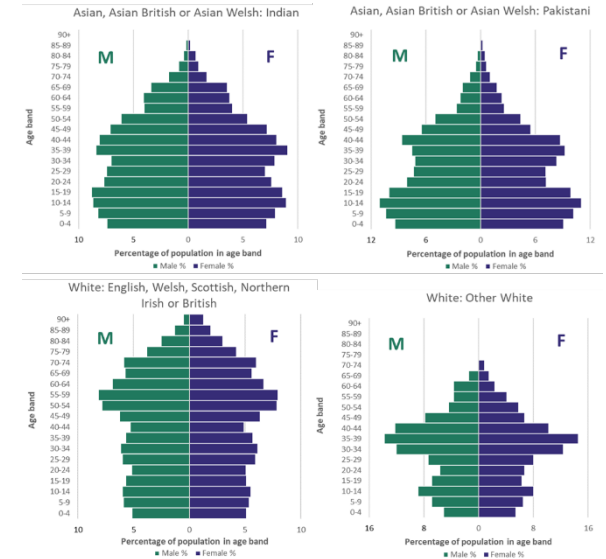 Asian, Asian British or Asian Welsh: Indian
M
F
Age band
90+
85-89
80-84
75-79
70-74
65-69
60-64
55-59
50-54
45-49
40-44
35-39
30-34
25-29
20-24
15-19
10-14
5-9
0-4
10 5 0 5 10
Percentage of population in age band
Male % Female %
Asian, Asian British or Asian Welsh: Pakistani
M
F
Age band
90+
85-89
80-84
75-79
70-74
65-69
60-64
55-59
50-54
45-49
40-44
35-39
30-34
25-29
20-24
15-19
10-14
5-9
0-4
12 6 0 6 12
Percentage of population in age band
Male % Female %
White: English, Welsh, Scottish, Northern
Irish or British
M
F
Age band
90+
85-89
80-84
75-79
70-74
65-69
60-64
55-59
50-54
45-49
40-44
35-39
30-34
25-29
20-24
15-19
10-14
5-9
0-4
10 5 0 5 10
Percentage of population in age band
Male % Female %
White: Other White
M
F
Age band
90+
85-89
80-84
75-79
70-74
65-69
60-64
55-59
50-54
45-49
40-44
35-39
30-34
25-29
20-24
15-19
10-14
5-9
0-4
16 8 0 8 16
Percentage of population in age band
Male % Female %